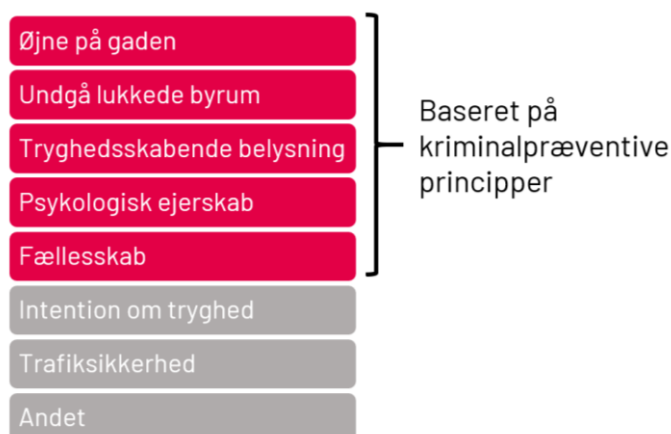 Øjne på gaden
Undgå lukkede byrum
Tryghedsskabende belysning
Psykologisk ejerskab
Fællesskab
Intention om tryghed
Trafiksikkerhed
Andet
Baseret på
kriminalpræventive
principper